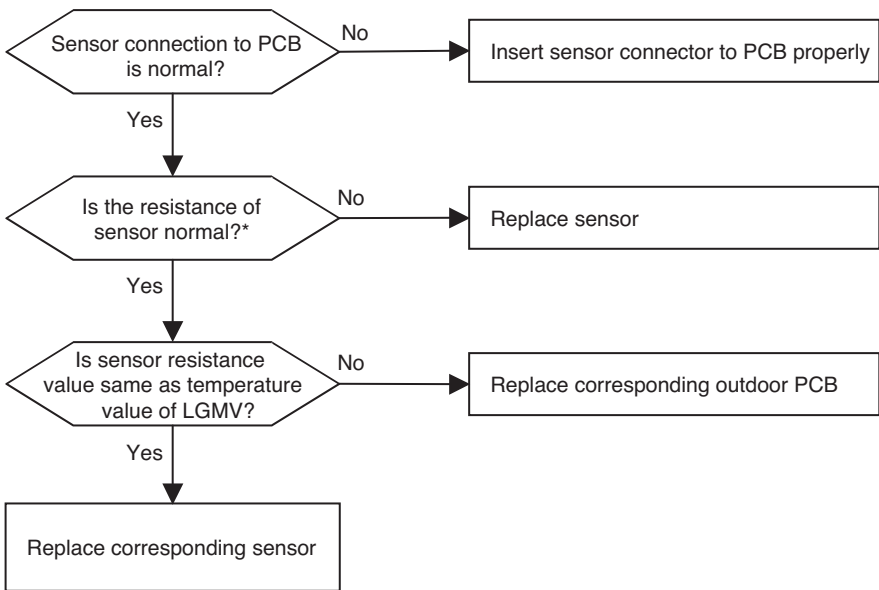 Sensor connection to PCB
is normal?
No
Insert sensor connector to PCB properly
Yes
Is the resistance of
sensor normal?*
No
Replace sensor
Yes
Is sensor resistance
value same as temperature
value of LGMV?
No
Replace corresponding outdoor PCB
Yes
Replace corresponding sensor